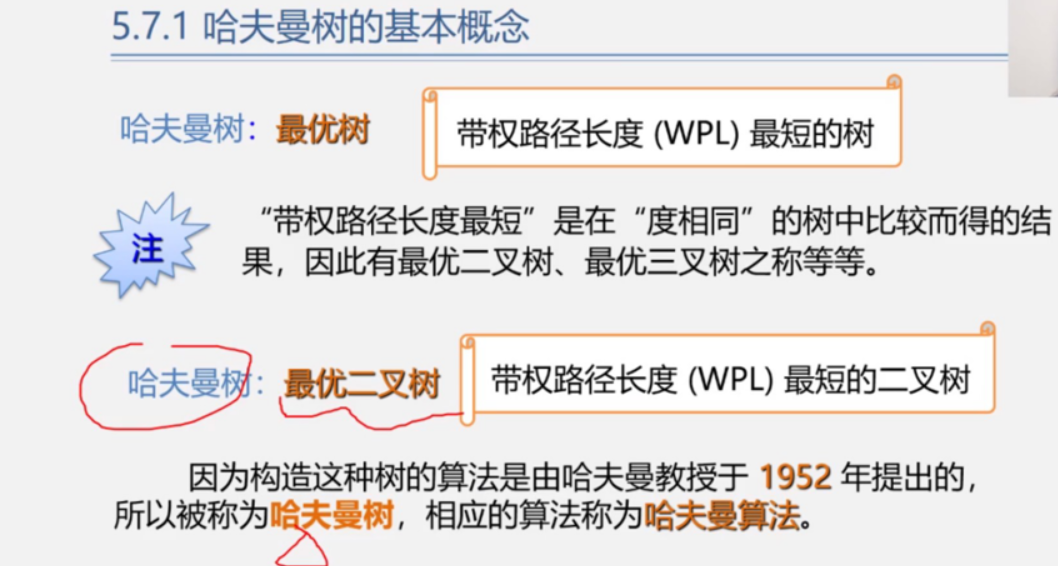 5.7.1 哈夫曼树的基本概念
哈夫曼树：最优树
带权路径长度 (WPL) 最短的树
注
“带权路径长度最短”是在“度相同”的树中比较而得的结
果，因此有最优二叉树、最优三叉树之称等等。
哈夫曼树：最优二叉树
带权路径长度 (WPL) 最短的二叉树
因为构造这种树的算法是由哈夫曼教授于 1952 年提出的，
所以被称为哈夫曼树，相应的算法称为哈夫曼算法。